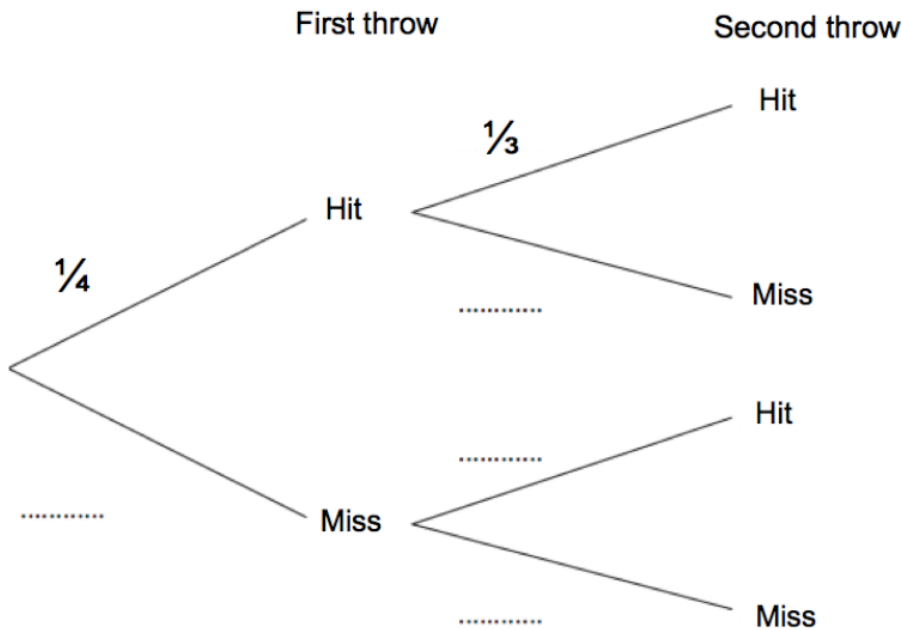 First throw
Second throw
Hit
⅓
Hit
¼
Miss
............
Hit
............
............
Miss
Miss
............